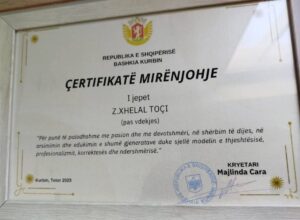 REPUBLIKA E SHQIPËRISË
BASHKIA KURBIN
ÇERTIFIKATË MIRËNJOHJE
I jepet
Z.XHELAL TOÇI
(pas vdekjes)
"Për punë të palodhshme me pasion dhe me devotshmëri, në shërbim të dijes, në
arsimimin dhe edukimin e shumë gjeneratave duke sjellë modelin e thjeshtësisë,
profesionalizmit, korrektesës dhe ndershmërisë."
KRYETARI
Majlinda Cara
Kurbin, Tetor 2023